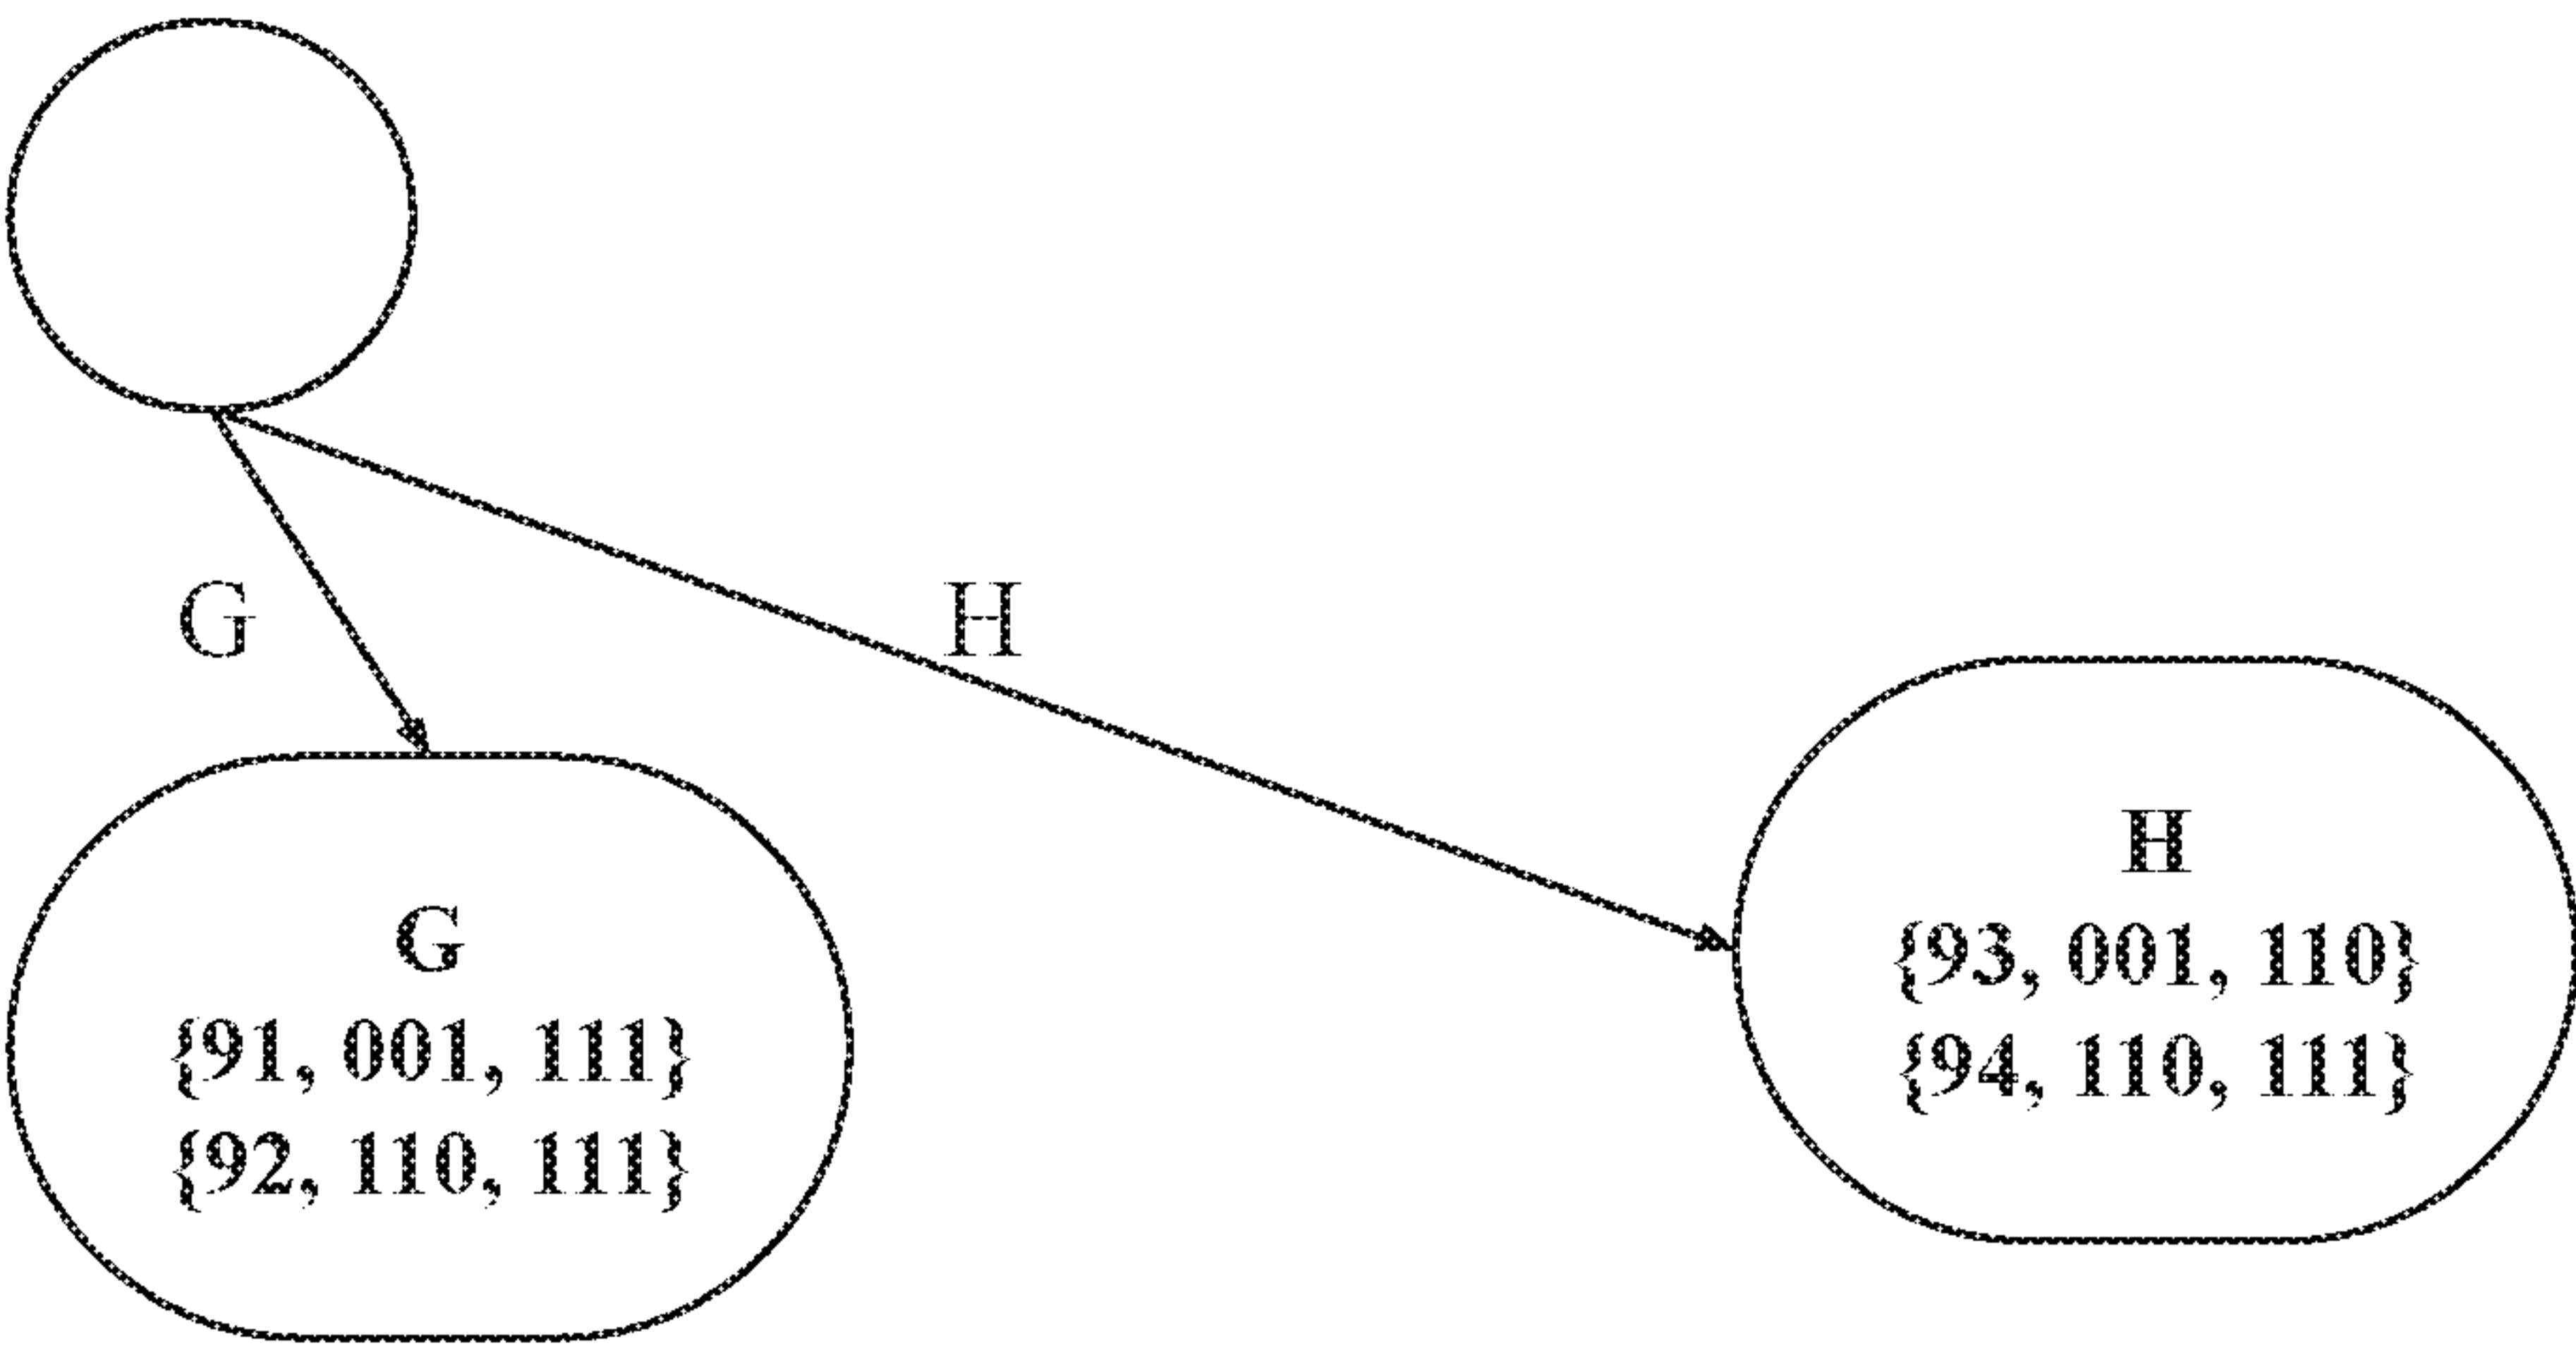 G
H
G
{91, 001, 111}
{92, 110, 111}
H
{93, 001, 110}
{94, 110, 111}